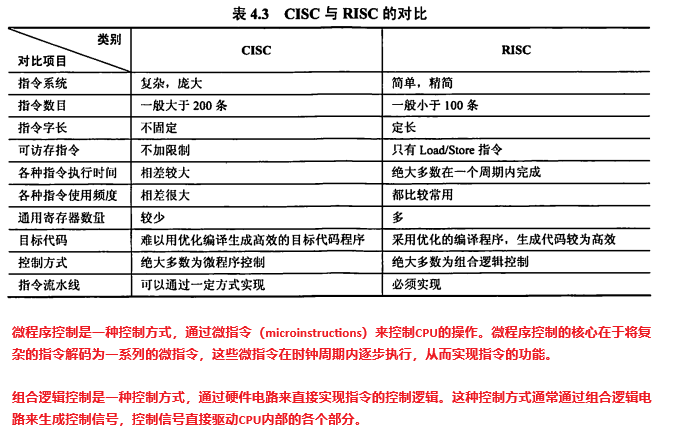 表 4.3 CISC 与 RISC 的对比
类别
对比项目 CISC RISC
指令系统 复杂，庞大 简单，精简
指令数目 一般大于 200 条 一般小于 100 条
指令字长 不固定 定长
可访存指令 不加限制 只有 Load/Store 指令
各种指令执行时间 相差较大 绝大多数在一个周期内完成
各种指令使用频度 相差很大 都比较常用
通用寄存器数量 较少 多
目标代码 难以用优化编译生成高效的目标代码程序 采用优化的编译程序，生成代码较为高效
控制方式 绝大多数为微程序控制 绝大多数为组合逻辑控制
指令流水线 可以通过一定方式实现 必须实现
微程序控制是一种控制方式，通过微指令（microinstructions）来控制CPU的操作。微程序控制的核心在于将复
杂的指令解码为一系列的微指令，这些微指令在时钟周期内逐步执行，从而实现指令的功能。
组合逻辑控制是一种控制方式，通过硬件电路来直接实现指令的控制逻辑。这种控制方式通常通过组合逻辑电
路来生成控制信号，控制信号直接驱动CPU内部的各个部分。